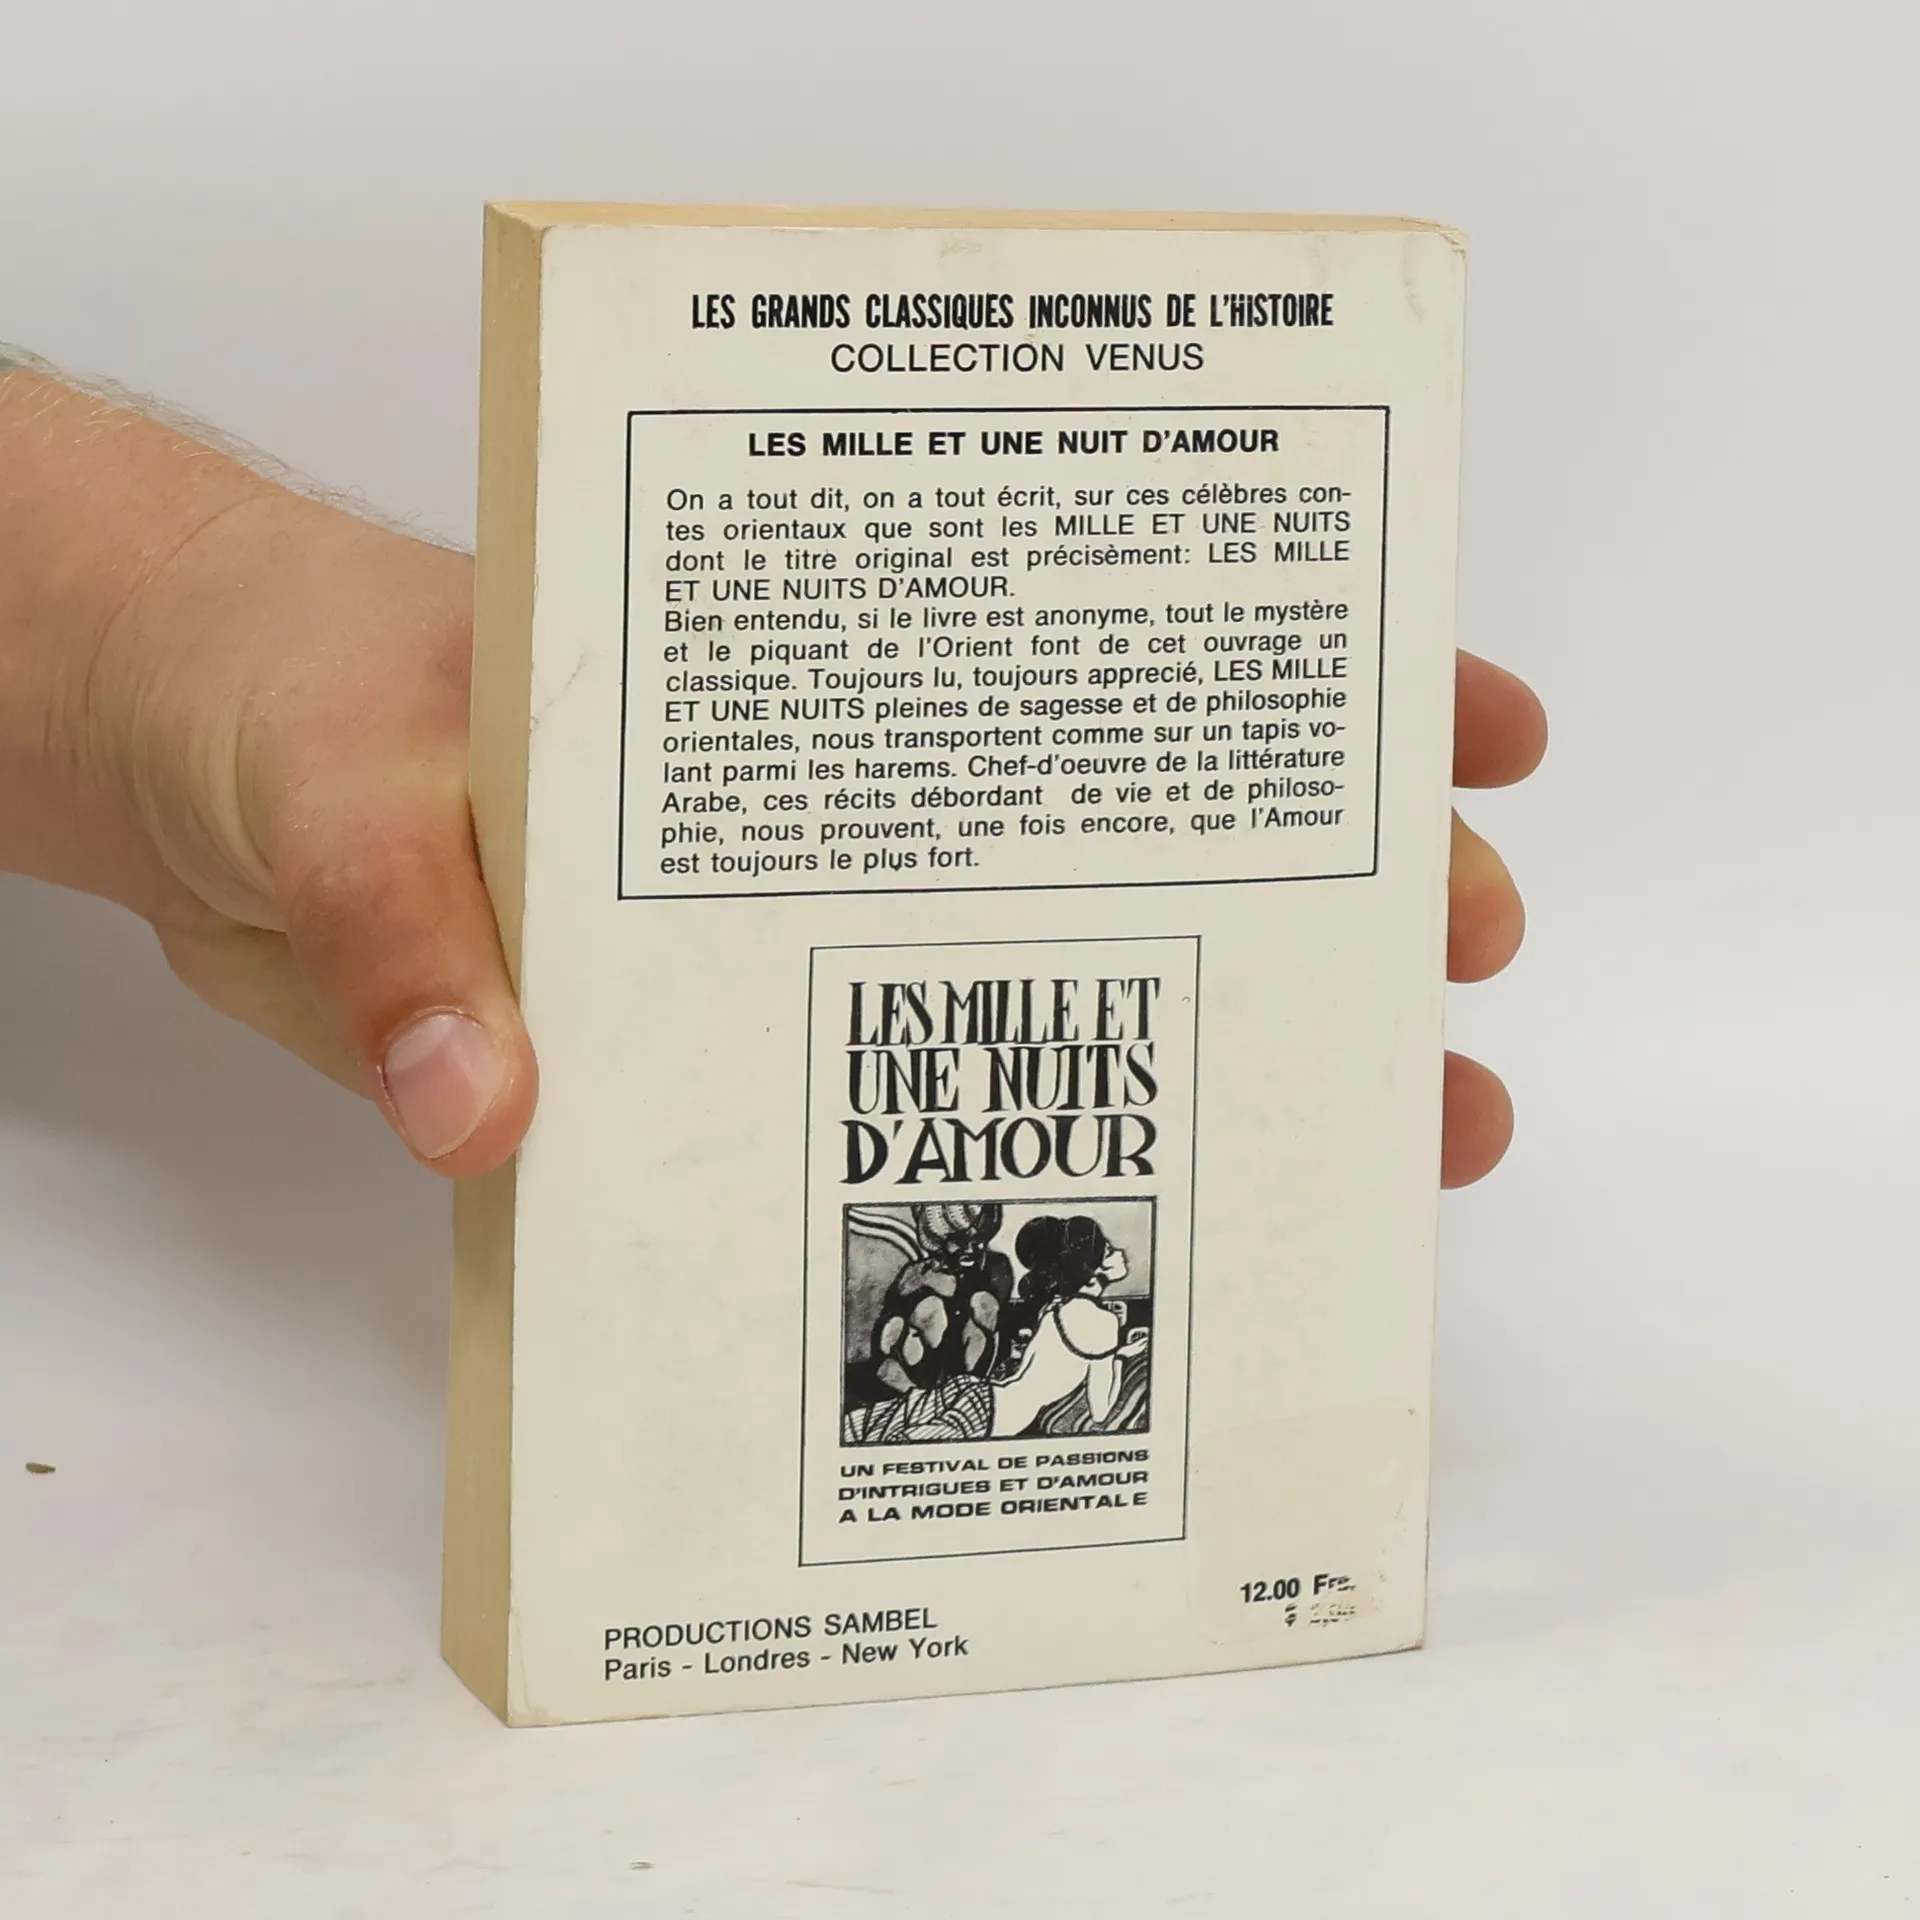 LES GRANDS CLASSIQUES INCONNUS DE L'HISTOIRE
COLLECTION VENUS
LES MILLE ET UNE NUIT D'AMOUR
On a tout dit, on a tout écrit, sur ces célèbres con-
tes orientaux que sont les MILLE ET UNE NUITS
dont le titre original est précisèment: LES MILLE
ET UNE NUITS D'AMOUR.
Bien entendu, si le livre est anonyme, tout le mystère
et le piquant de l'Orient font de cet ouvrage un
classique. Toujours lu, toujours apprecié, LES MILLE
ET UNE NUITS pleines de sagesse et de philosophie
orientales, nous transportent comme sur un tapis vo-
lant parmi les harems. Chef-d'oeuvre de la littérature
Arabe, ces récits débordant de vie et de philoso-
phie, nous prouvent, une fois encore, que l'Amour
est toujours le plus fort.
LES MILLE ET
UNE NUITS
D'AMOUR
UN FESTIVAL DE PASSIONS
D'INTRIGUES ET D'AMOUR
A LA MODE ORIENTALE
12.00
PRODUCTIONS SAMBEL
Paris - Londres - New York